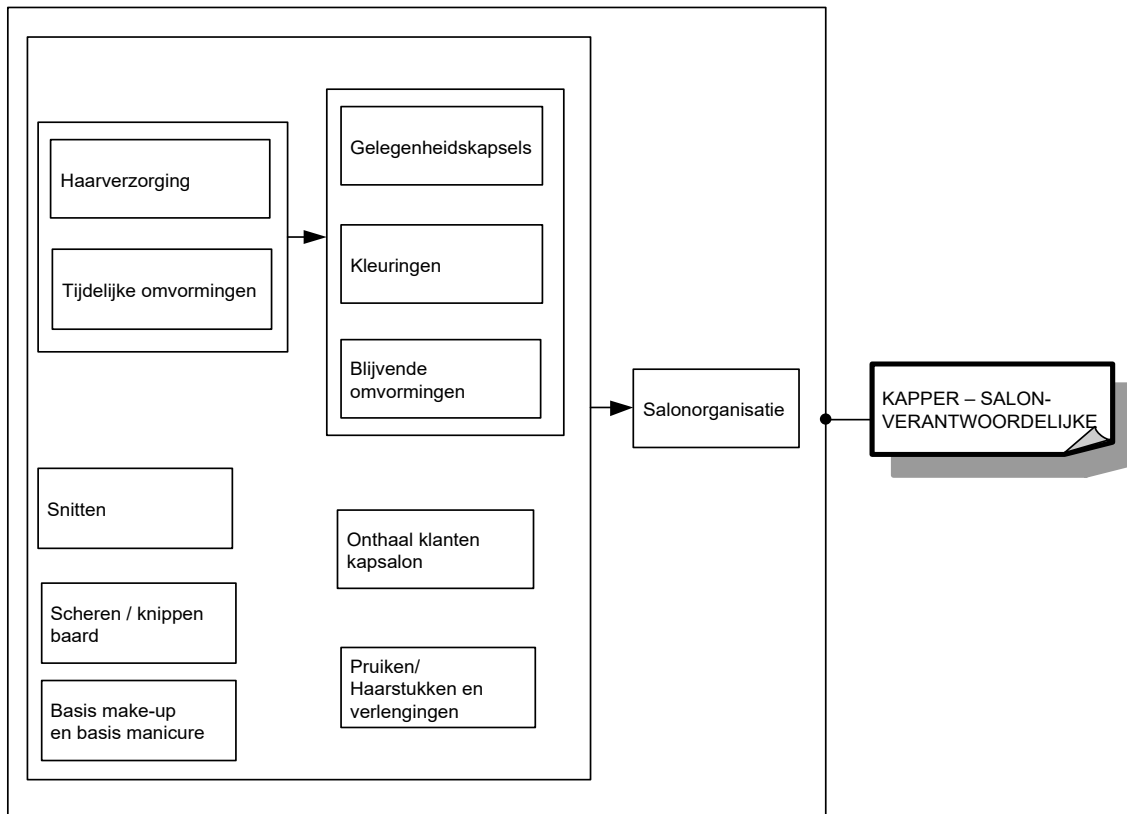 Haarverzorging
Tijdelijke omvormingen
Gelegenheidskapsels
Kleuringen
Blijvende
omvormingen
Salonorganisatie
KAPPER – SALON-
VERANTWOORDELIJKE
Snitten
Scheren / knippen
baard
Basis make-up
en basis manicure
Onthaal klanten
kapsalon
Pruiken/
Haarstukken en
verlengingen